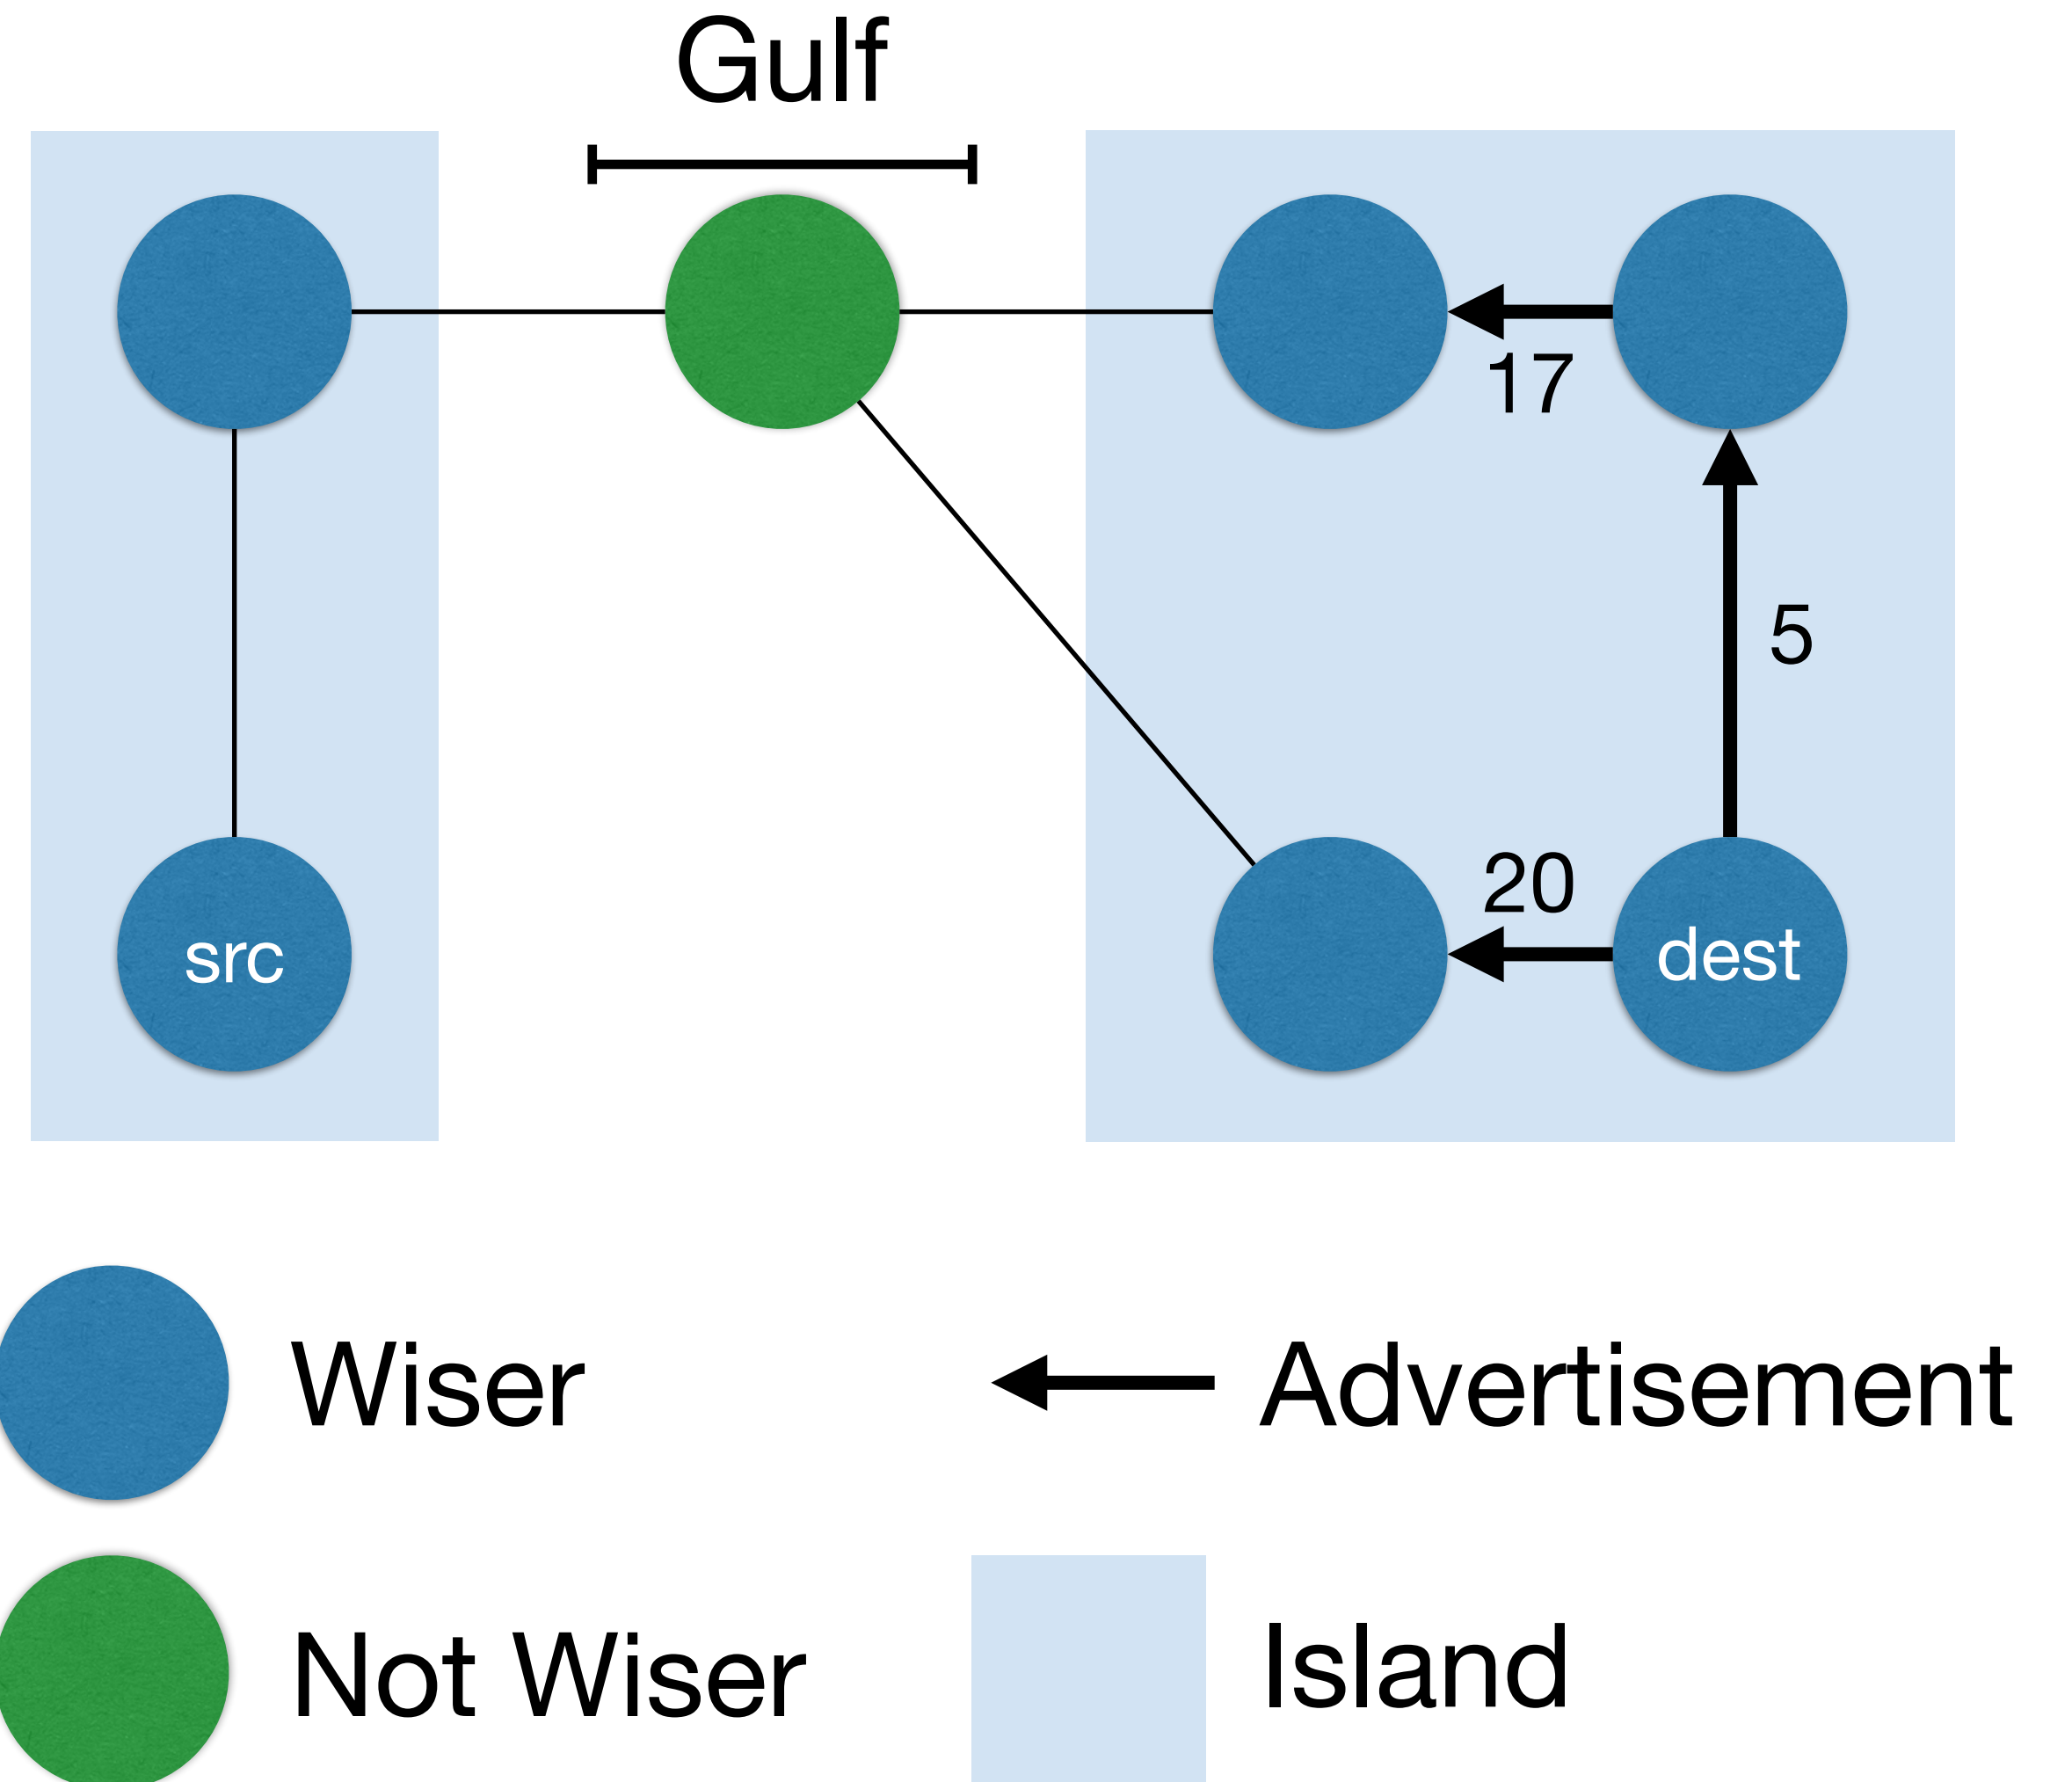 Gulf
17
5
20
src
dest
Wiser
Advertisement
Not Wiser
Island